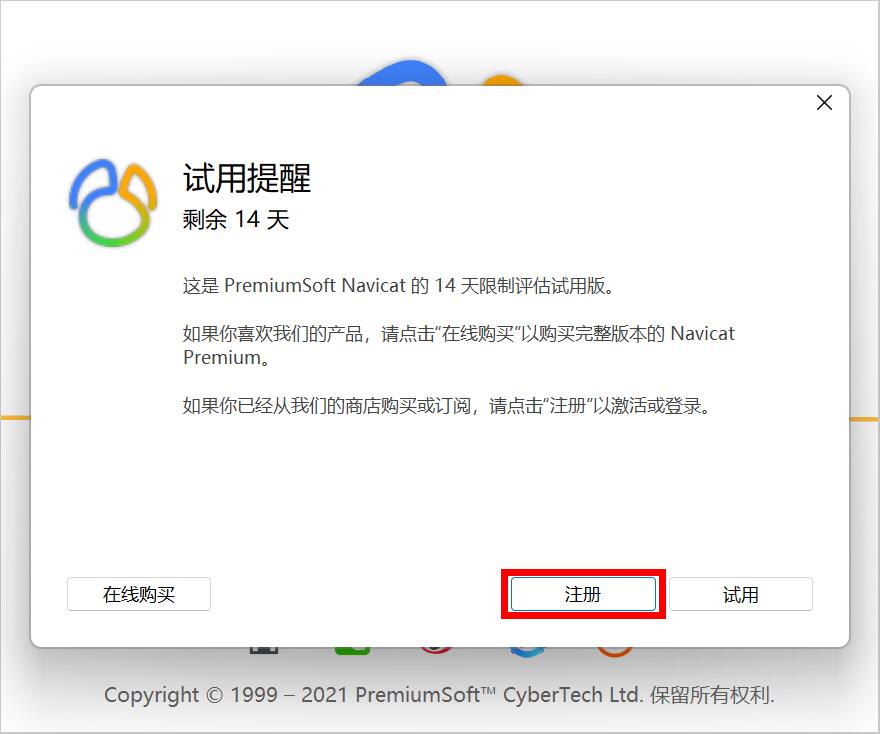 试用提醒
剩余 14 天
这是 PremiumSoft Navicat 的 14 天限制评估试用版。
如果你喜欢我们的产品，请点击“在线购买”以购买完整版本的 Navicat
Premium。
如果你已经从我们的商店购买或订阅，请点击“注册”以激活或登录。
在线购买
注册
试用
Copyright © 1999 – 2021 PremiumSoft™ CyberTech Ltd. 保留所有权利.